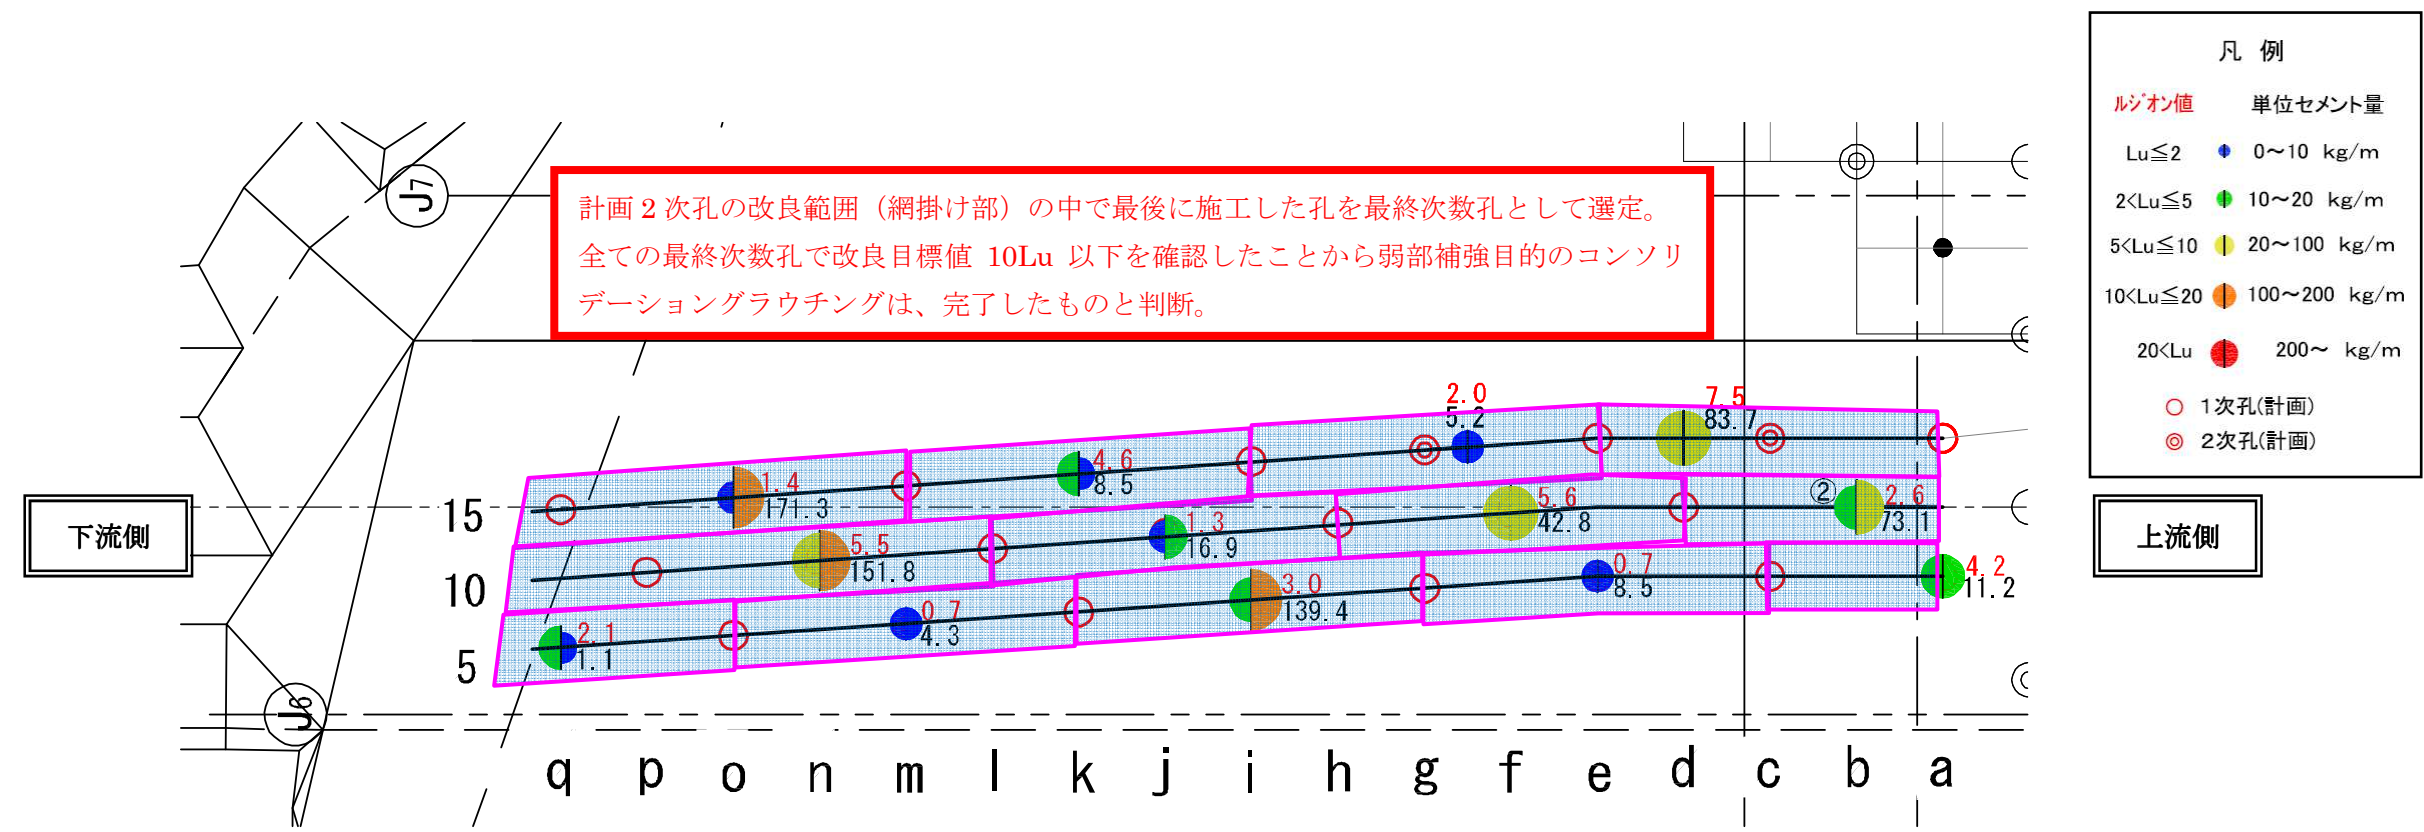 凡 例
ルジオン値 単位セメント量
Lu≦2 0～10 kg/m
2<Lu≦5 10～20 kg/m
5<Lu≦10 20～100 kg/m
10<Lu≦20 100～200 kg/m
20<Lu 200～ kg/m
1次孔(計画)
2次孔(計画)
J7
計画2次孔の改良範囲（網掛け部）の中で最後に施工した孔を最終次数孔として選定。
全ての最終次数孔で改良目標値 10Lu 以下を確認したことから弱部補強目的のコンソリ
デーショングラウチングは、完了したものと判断。
下流側
上流側
15
1.4
171.3
4.6
8.5
2.0
5.2
7.5
83.7
10
5.5
151.8
1.3
16.9
5.6
42.8
②
2.6
73.1
5
2.1
1.1
0.7
4.3
3.0
139.4
0.7
8.5
4.2
11.2
J6
q p o n m l k j i h g f e d c b a